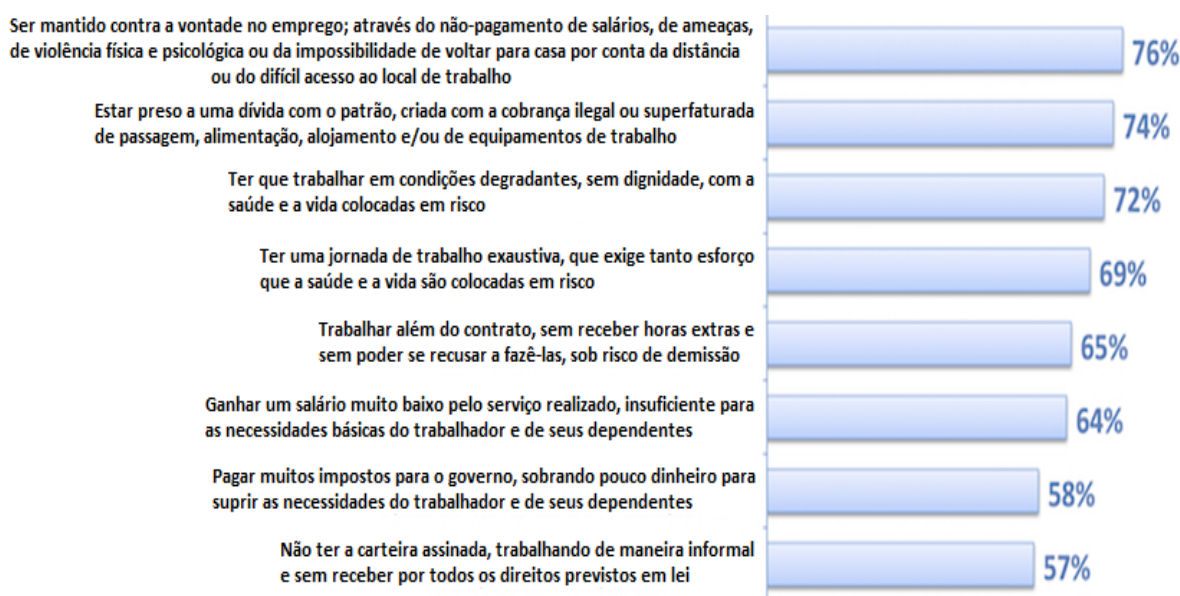 Ser mantido contra a vontade no emprego; através do não-pagamento de salários, de ameaças,
de violência física e psicológica ou da impossibilidade de voltar para casa por conta da distância
ou do difícil acesso ao local de trabalho
76%
Estar preso a uma dívida com o patrão, criada com a cobrança ilegal ou superfaturada
de passagem, alimentação, alojamento e/ou de equipamentos de trabalho
74%
Ter que trabalhar em condições degradantes, sem dignidade, com a
saúde e a vida colocadas em risco
72%
Ter uma jornada de trabalho exaustiva, que exige tanto esforço
que a saúde e a vida são colocadas em risco
69%
Trabalhar além do contrato, sem receber horas extras e
sem poder se recusar a fazê-las, sob risco de demissão
65%
Ganhar um salário muito baixo pelo serviço realizado, insuficiente para
as necessidades básicas do trabalhador e de seus dependentes
64%
Pagar muitos impostos para o governo, sobrando pouco dinheiro para
suprir as necessidades do trabalhador e de seus dependentes
58%
Não ter a carteira assinada, trabalhando de maneira informal
e sem receber por todos os direitos previstos em lei
57%